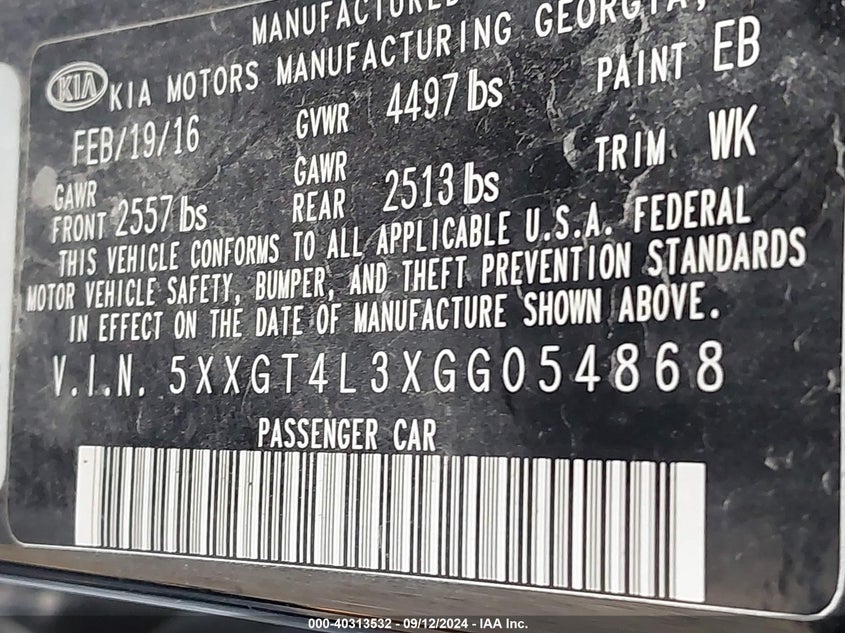 MANUFACTURED
KIA KIA MOTORS MANUFACTURING GEORGIA,
FEB/19/16 GVWR 4497 lbs PAINT EB
GAWR FRONT 2557 lbs GAWR REAR 2513 lbs TRIM WK
THIS VEHICLE CONFORMS TO ALL APPLICABLE U.S.A. FEDERAL
MOTOR VEHICLE SAFETY, BUMPER, AND THEFT PREVENTION STANDARDS
IN EFFECT ON THE DATE OF MANUFACTURE SHOWN ABOVE.
V.I.N. 5XXGT4L3XGG054868
PASSENGER CAR
000-40313532 - 09/12/2024 - IAA Inc.